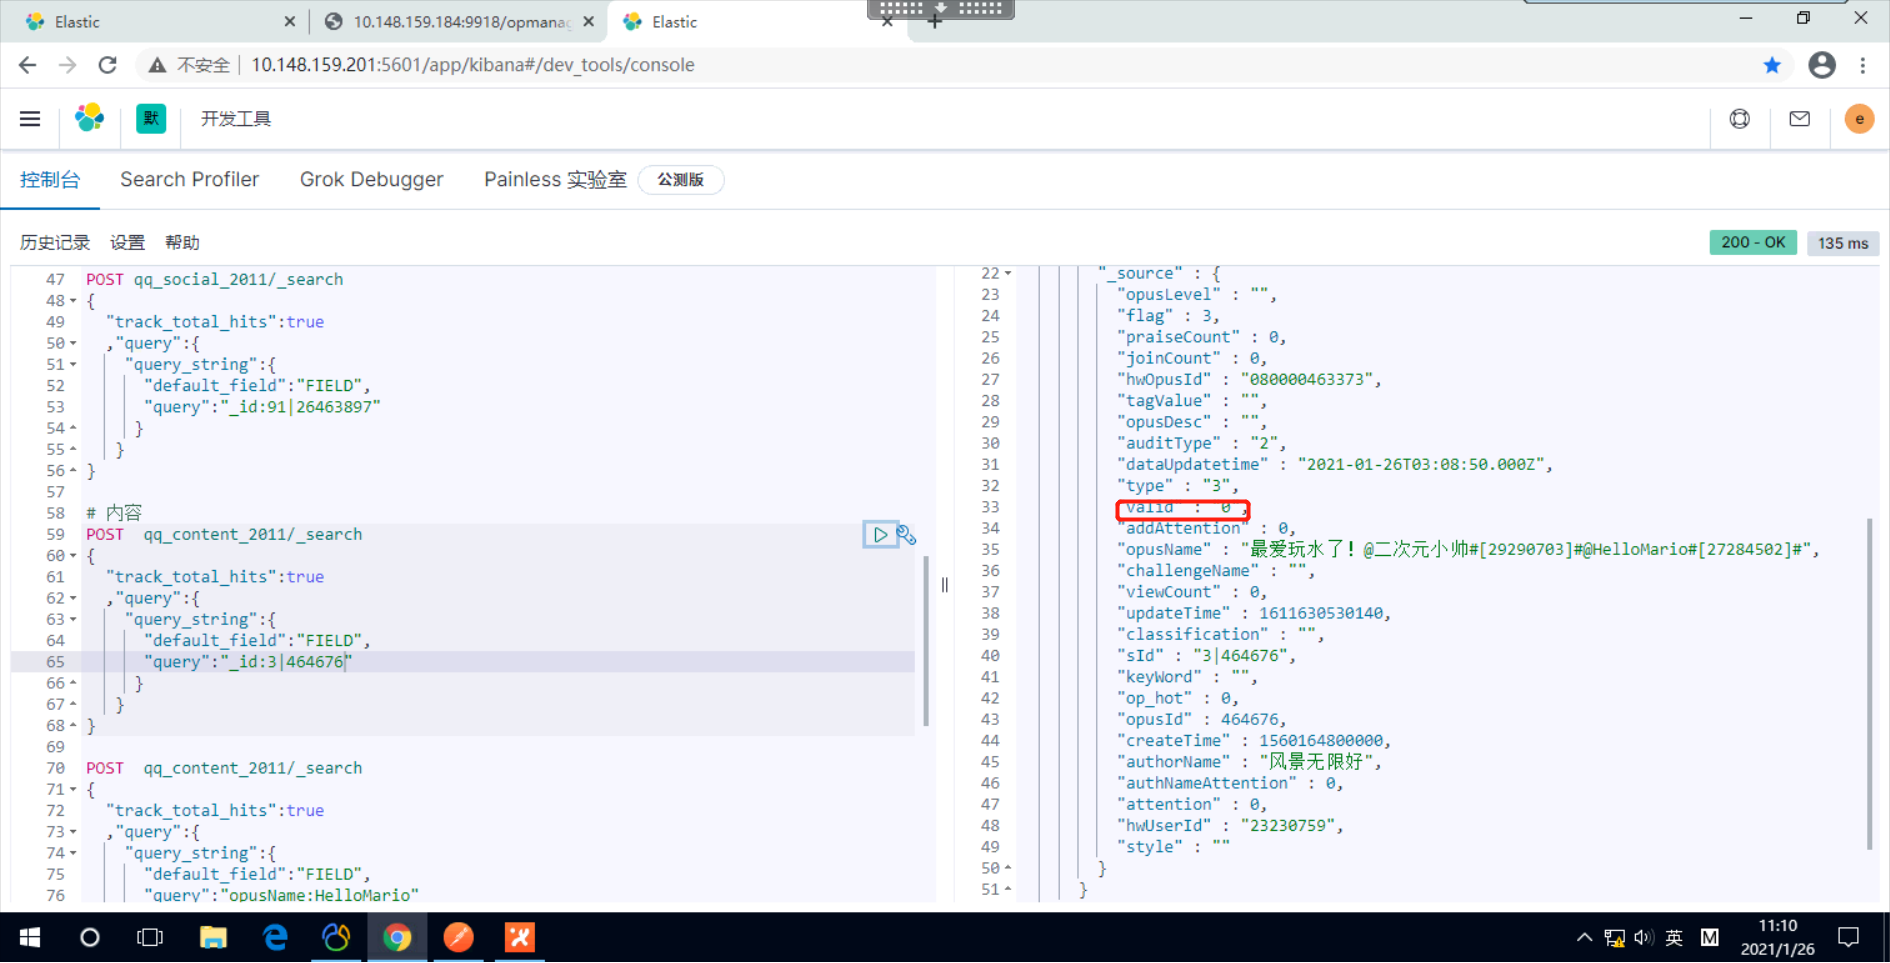 Elastic
10.148.159.184:9918/opmanag
Elastic
不安全
10.148.159.201:5601/app/kibana#/dev_tools/console
默
开发工具
e
控制台
Search Profiler
Grok Debugger
Painless 实验室
公测版
历史记录
设置
帮助
200 - OK
135 ms
47 POST qq_social_2011/_search
48 {
49 "track_total_hits":true
50 ,"query":{
51 "query_string":{
52 "default_field":"FIELD",
53 "query":"_id:91|26463897"
54 }
55 }
56 }
57
58 # 内容
59 POST qq_content_2011/_search
60 {
61 "track_total_hits":true
62 ,"query":{
63 "query_string":{
64 "default_field":"FIELD",
65 "query":"_id:3|464676"
66 }
67 }
68 }
69
70 POST qq_content_2011/_search
71 {
72 "track_total_hits":true
73 ,"query":{
74 "query_string":{
75 "default_field":"FIELD",
76 "query":"opusName:HelloMario"
22 "_source" : {
23 "opusLevel" : "",
24 "flag" : 3,
25 "praiseCount" : 0,
26 "joinCount" : 0,
27 "hwOpusId" : "080000463373",
28 "tagValue" : "",
29 "opusDesc" : "",
30 "auditType" : "2",
31 "dataUpdatetime" : "2021-01-26T03:08:50.000Z",
32 "type" : "3",
33 "valid" : "0",
34 "addAttention" : 0,
35 "opusName" : "最爱玩水了！@二次元小帅#[29290703]#@HelloMario#[27284502]#",
36 "challengeName" : "",
37 "viewCount" : 0,
38 "updateTime" : 1611630530140,
39 "classification" : "",
40 "sId" : "3|464676",
41 "keyWord" : "",
42 "op_hot" : 0,
43 "opusId" : 464676,
44 "createTime" : 1560164800000,
45 "authorName" : "风景无限好",
46 "authNameAttention" : 0,
47 "attention" : 0,
48 "hwUserId" : "23230759",
49 "style" : ""
50 }
51 }
英
M
11:10
2021/1/26